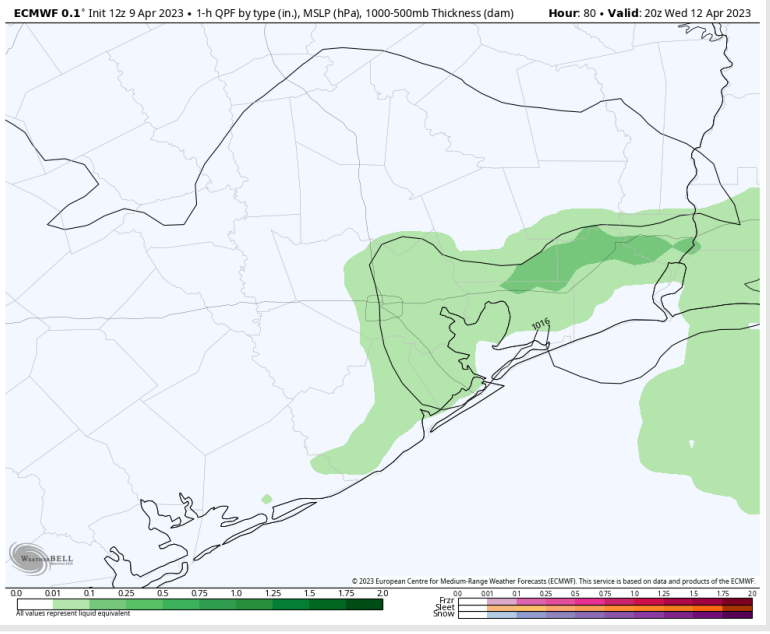 ECMWF 0.1° Init 12z 9 Apr 2023 • 1-h QPF by type (in.), MSLP (hPa), 1000-500mb Thickness (dam)
Hour: 80 • Valid: 20z Wed 12 Apr 2023
1016
WEATHERBELL
© 2023 European Centre for Medium-Range Weather Forecasts (ECMWF). This service is based on data and products of the ECMWF.
0.0 0.01 0.1 0.25 0.5 0.75 1.0 1.25 1.5 1.75 2.0
All values represent liquid equivalent
0.0 0.01 0.1 0.25 0.5 0.75 1.0 1.25 1.5 1.75 2.0
Frzr
Sleet
Snow